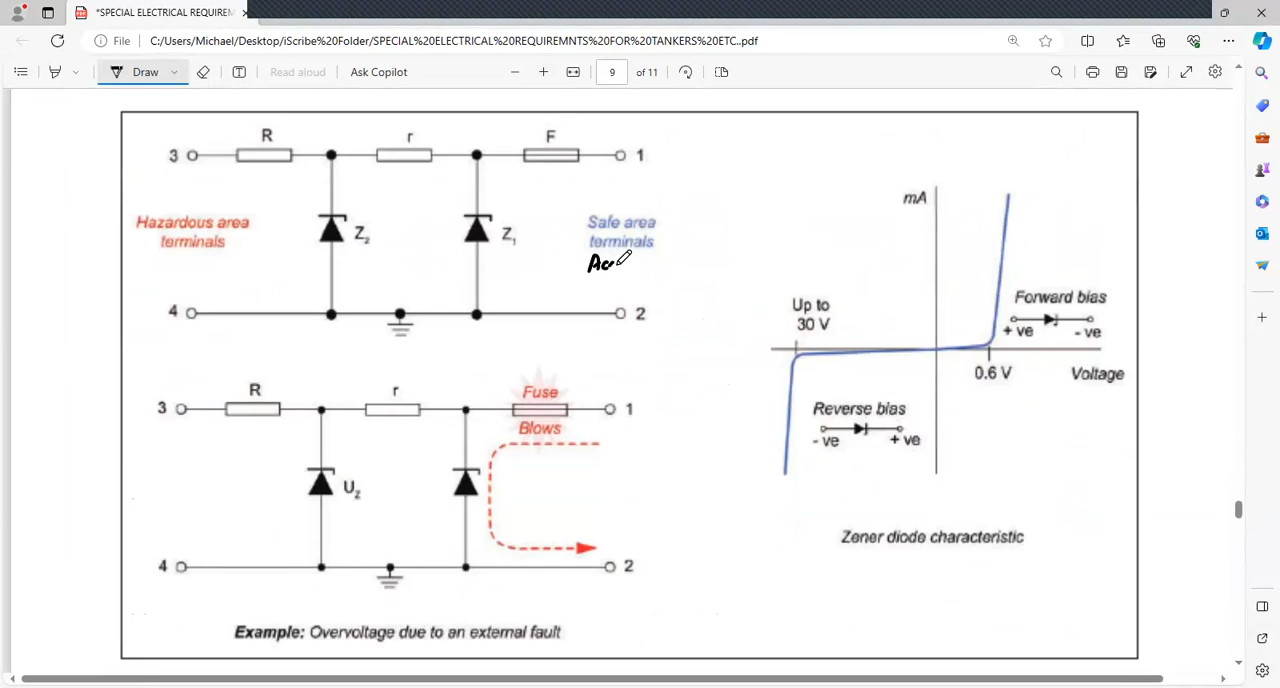 *SPECIAL ELECTRICAL REQUIREM
File C:/Users/Michael/Desktop/iScribe%20Folder/SPECIAL%20ELECTRICAL%20REQUIREMNTS%20FOR%20TANKERS%20ETC..pdf
Draw Read aloud Ask Copilot 9 of 11
R r F
3 1
Hazardous area terminals
Z2 Z1
Safe area terminals
4 2
R r Fuse Blows
3 1
Uz
4 2
Example: Overvoltage due to an external fault
mA
Up to 30 V
Forward bias
+ ve - ve
0.6 V Voltage
Reverse bias
- ve + ve
Zener diode characteristic